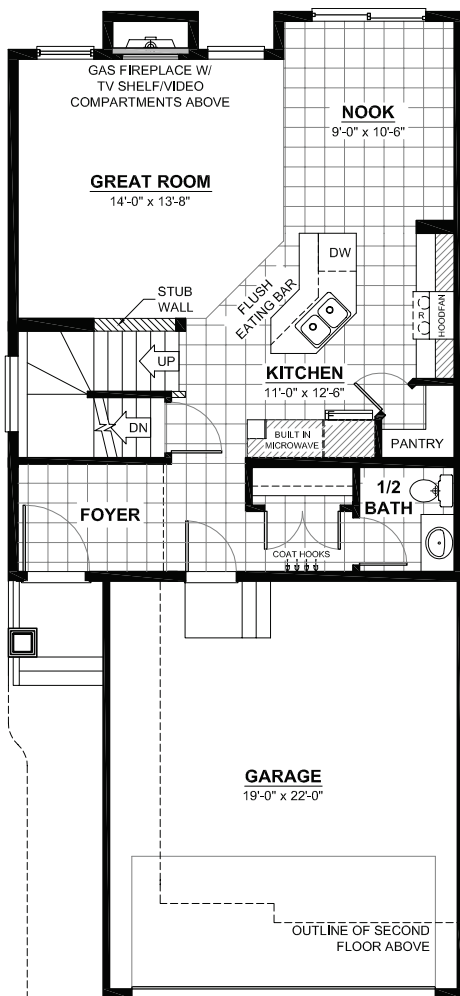 GAS FIREPLACE W/
TV SHELF/VIDEO
COMPARTMENTS ABOVE
NOOK
9'-0" x 10'-6"
GREAT ROOM
14'-0" x 13'-8"
DW
STUB
WALL
FLUSH
EATING BAR
R
HOODFAN
UP
KITCHEN
11'-0" x 12'-6"
DN
BUILT IN
MICROWAVE
PANTRY
FOYER
1/2
BATH
COAT HOOKS
GARAGE
19'-0" x 22'-0"
OUTLINE OF SECOND
FLOOR ABOVE